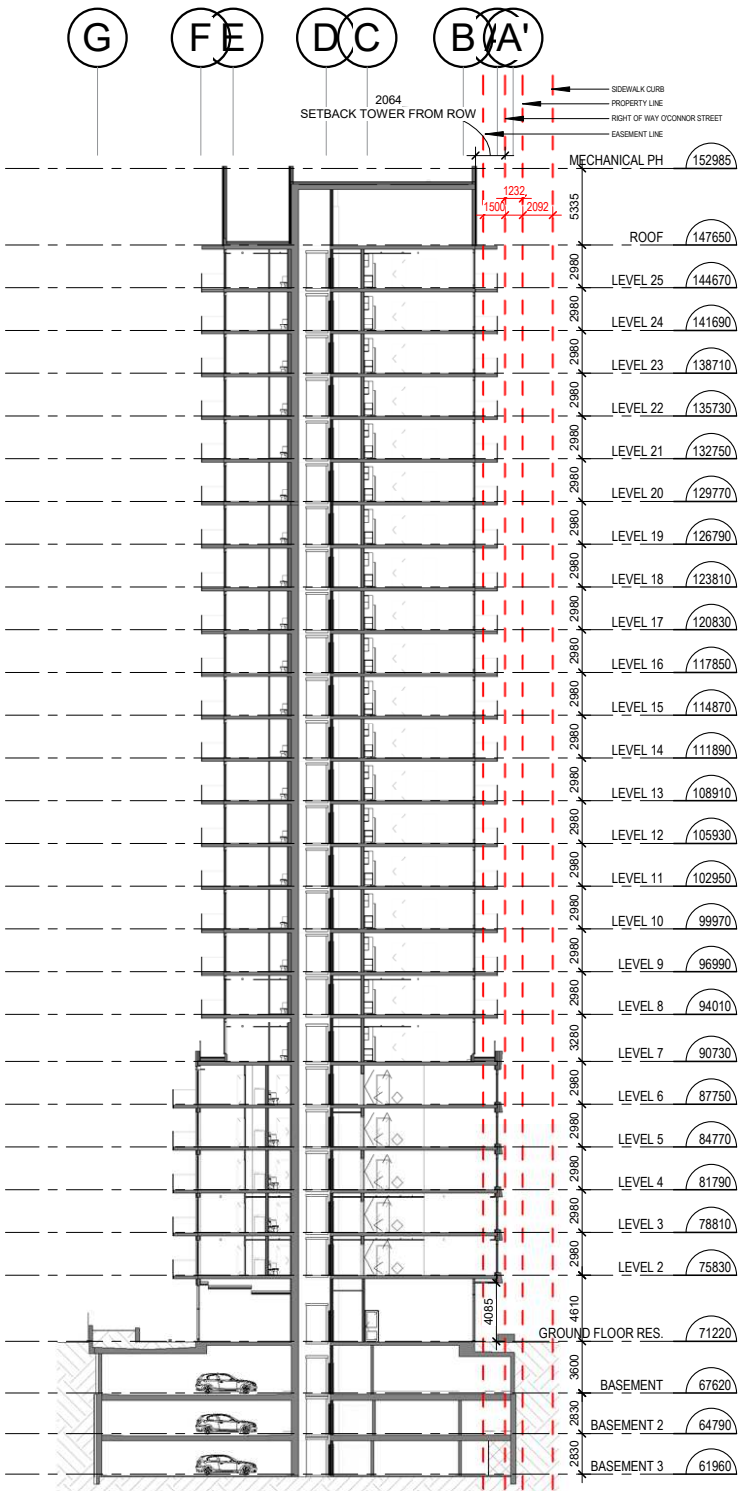 G
F
E
D
C
B
A'
SIDEWALK CURB
PROPERTY LINE
RIGHT OF WAY O'CONNOR STREET
EASEMENT LINE
2064
SETBACK TOWER FROM ROW
MECHANICAL PH 152985
1232
1500
2092
5335
ROOF 147650
2980
LEVEL 25 144670
2980
LEVEL 24 141690
2980
LEVEL 23 138710
2980
LEVEL 22 135730
2980
LEVEL 21 132750
2980
LEVEL 20 129770
2980
LEVEL 19 126790
2980
LEVEL 18 123810
2980
LEVEL 17 120830
2980
LEVEL 16 117850
2980
LEVEL 15 114870
2980
LEVEL 14 111890
2980
LEVEL 13 108910
2980
LEVEL 12 105930
2980
LEVEL 11 102950
2980
LEVEL 10 99970
2980
LEVEL 9 96990
2980
LEVEL 8 94010
3280
LEVEL 7 90730
2980
LEVEL 6 87750
2980
LEVEL 5 84770
2980
LEVEL 4 81790
2980
LEVEL 3 78810
2980
LEVEL 2 75830
4085
4610
GROUND FLOOR RES. 71220
3600
BASEMENT 67620
2830
BASEMENT 2 64790
2830
BASEMENT 3 61960